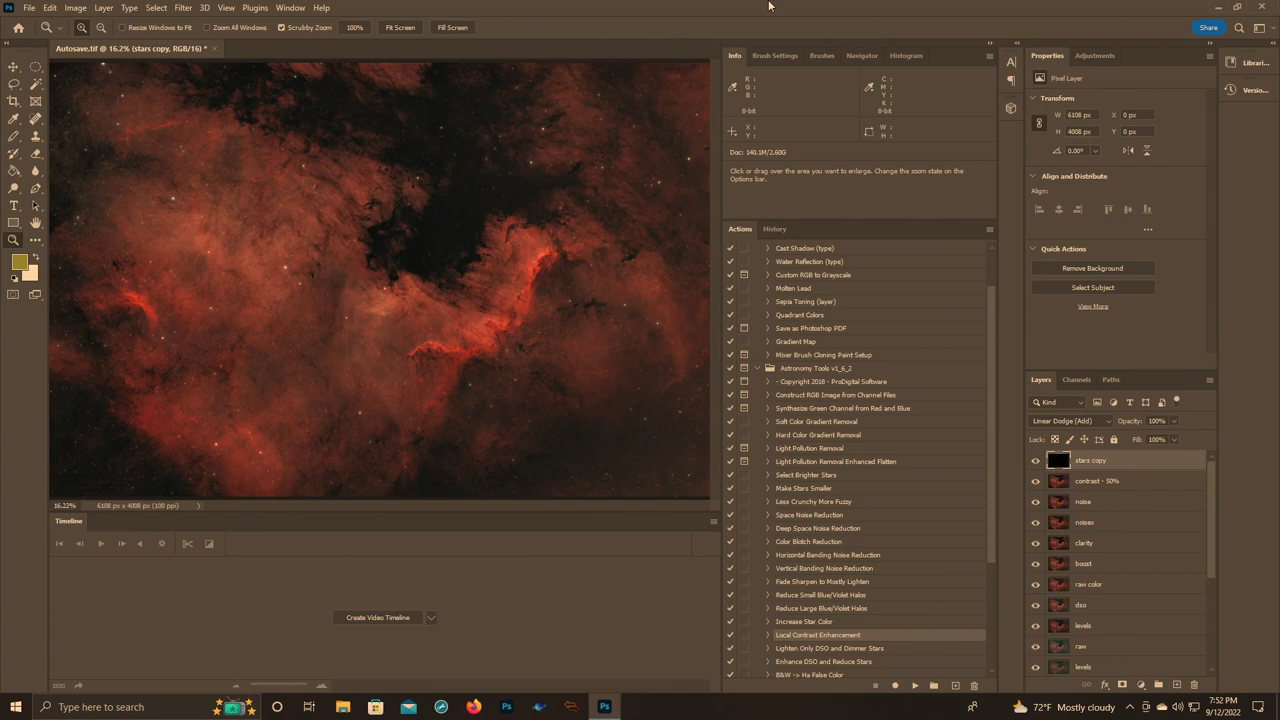 Ps File Edit Image Layer Type Select Filter 3D View Plugins Window Help
Resize Windows to Fit Zoom All Windows Scrubby Zoom 100% Fit Screen Fill Screen Share
Autosave.tif @ 16.2% (stars copy, RGB/16) *
Info Brush Settings Brushes Navigator Histogram
R :
G :
B :
8-bit
C :
M :
Y :
K :
8-bit
X :
Y :
W :
H :
Doc: 140.1M/2.60G
Click or drag over the area you want to enlarge. Change the zoom state on the
Options bar.
Actions History
Cast Shadow (type)
Water Reflection (type)
Custom RGB to Grayscale
Molten Lead
Sepia Toning (layer)
Quadrant Colors
Save as Photoshop PDF
Gradient Map
Mixer Brush Cloning Paint Setup
Astronomy Tools v1_6_2
- Copyright 2018 - ProDigital Software
Construct RGB Image from Channel Files
Synthesize Green Channel from Red and Blue
Soft Color Gradient Removal
Hard Color Gradient Removal
Light Pollution Removal
Light Pollution Removal Enhanced Flatten
Select Brighter Stars
Make Stars Smaller
Less Crunchy More Fuzzy
Space Noise Reduction
Deep Space Noise Reduction
Color Blotch Reduction
Horizontal Banding Noise Reduction
Vertical Banding Noise Reduction
Fade Sharpen to Mostly Lighten
Reduce Small Blue/Violet Halos
Reduce Large Blue/Violet Halos
Increase Star Color
Local Contrast Enhancement
Lighten Only DSO and Dimmer Stars
Enhance DSO and Reduce Stars
B&W -> Ha False Color
Properties Adjustments
Pixel Layer
Transform
W 6108 px X 0 px
H 4008 px Y 0 px
0.00°
Align and Distribute
Align:
Quick Actions
Remove Background
Select Subject
View More
Layers Channels Paths
Kind
Linear Dodge (Add) Opacity: 100%
Lock: Fill: 100%
stars copy
contrast - 50%
noise
noisex
clarity
boost
raw color
dso
levels
raw
levels
Librari...
Versio...
16.22% 6108 px x 4008 px (100 ppi)
Timeline
Create Video Timeline
Type here to search
Ps
Ps
72°F Mostly cloudy
7:52 PM
9/12/2022